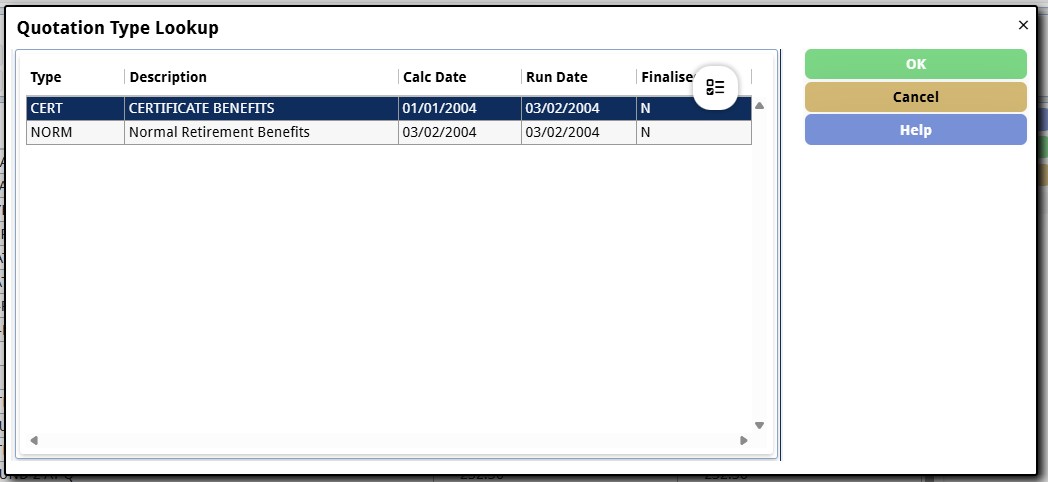 Quotation Type Lookup
Type Description Calc Date Run Date
CERT CERTIFICATE BENEFITS 01/01/2004 03/02/2004 N
NORM Normal Retirement Benefits 03/02/2004 03/02/2004 N
OK
Cancel
Help